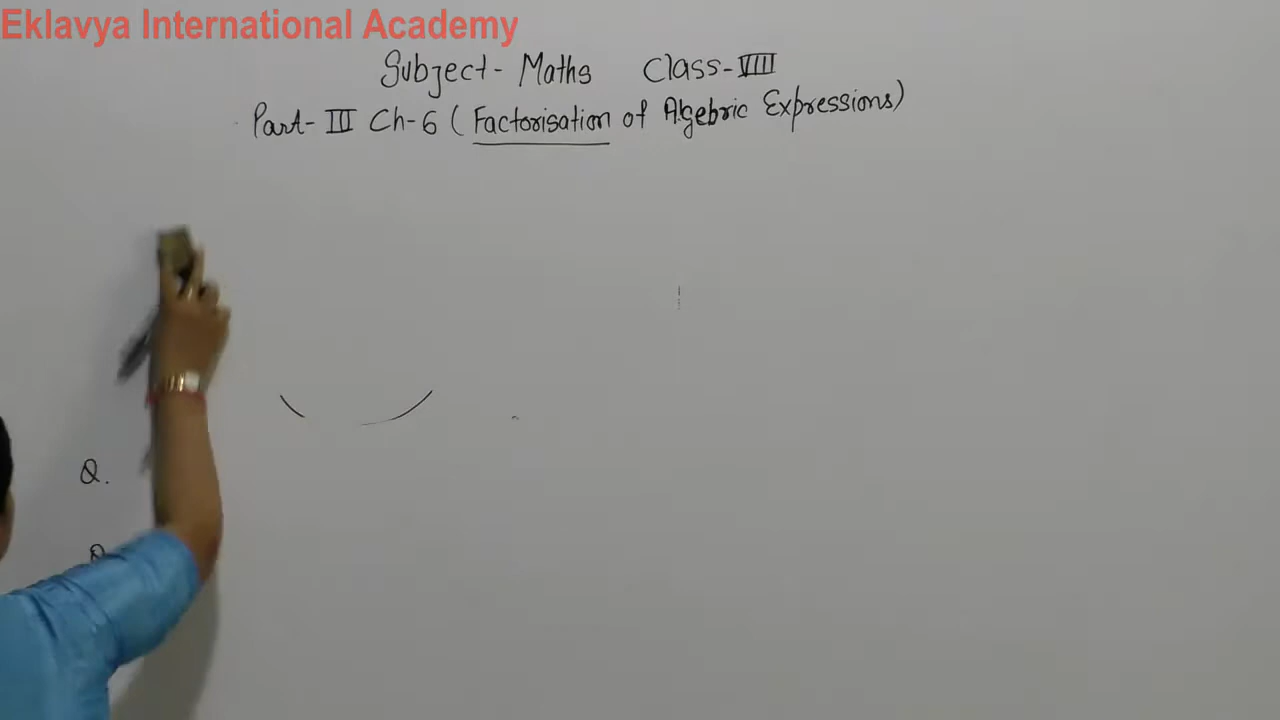 Eklavya International Academy
Subject- Maths Class-VIII
Part-III Ch-6 (Factorisation of Algebric Expressions)
Q.
Q